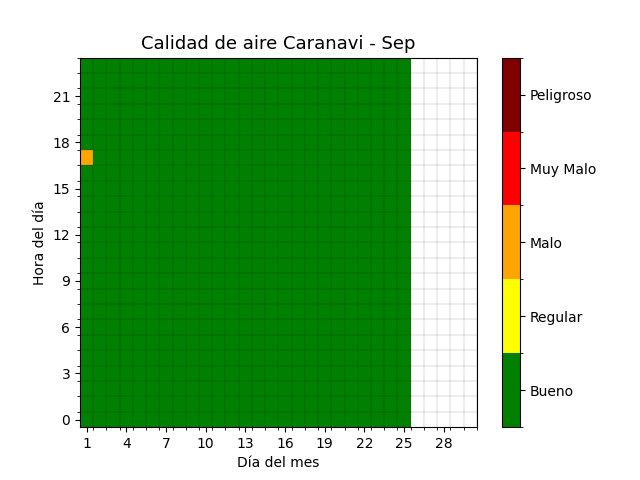 Calidad de aire Caranavi - Sep
Hora del día
21
18
15
12
9
6
3
0
1 4 7 10 13 16 19 22 25 28
Día del mes
Peligroso
Muy Malo
Malo
Regular
Bueno